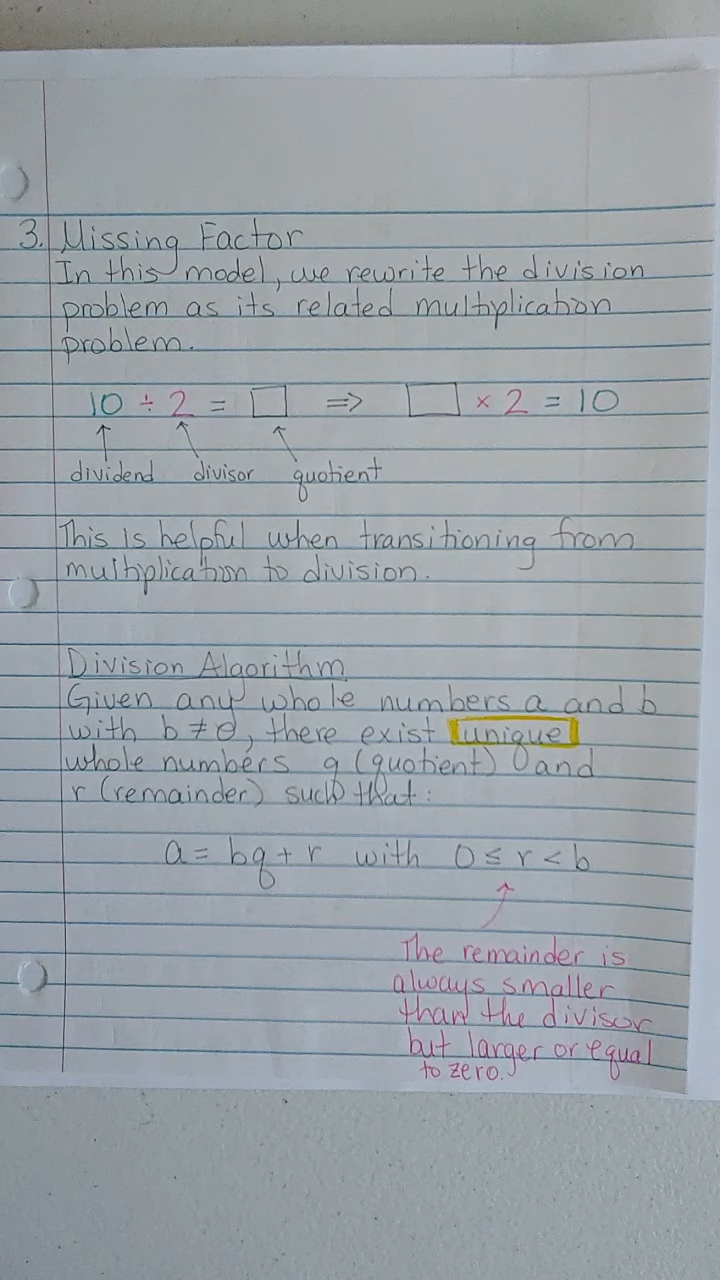 3. Missing Factor
In this model, we rewrite the division
problem as its related multiplication
problem.
10 ÷ 2 = □ ⇒ □ × 2 = 10
↑ ↑ ↑
dividend divisor quotient
This is helpful when transitioning from
multiplication to division.
Division Algorithm
Given any whole numbers a and b
with b ≠ 0, there exist unique
whole numbers q (quotient) and
r (remainder) such that:
a = bq + r with 0 ≤ r < b
The remainder is
always smaller
than the divisor
but larger or equal
to zero.